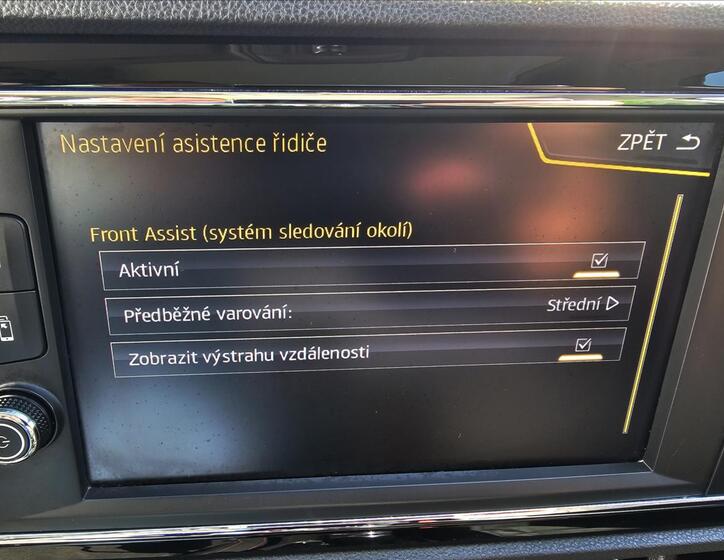 Nastavení asistence řidiče
ZPĚT
Front Assist (systém sledování okolí)
Aktivní
Předběžné varování: Střední
Zobrazit výstrahu vzdálenosti